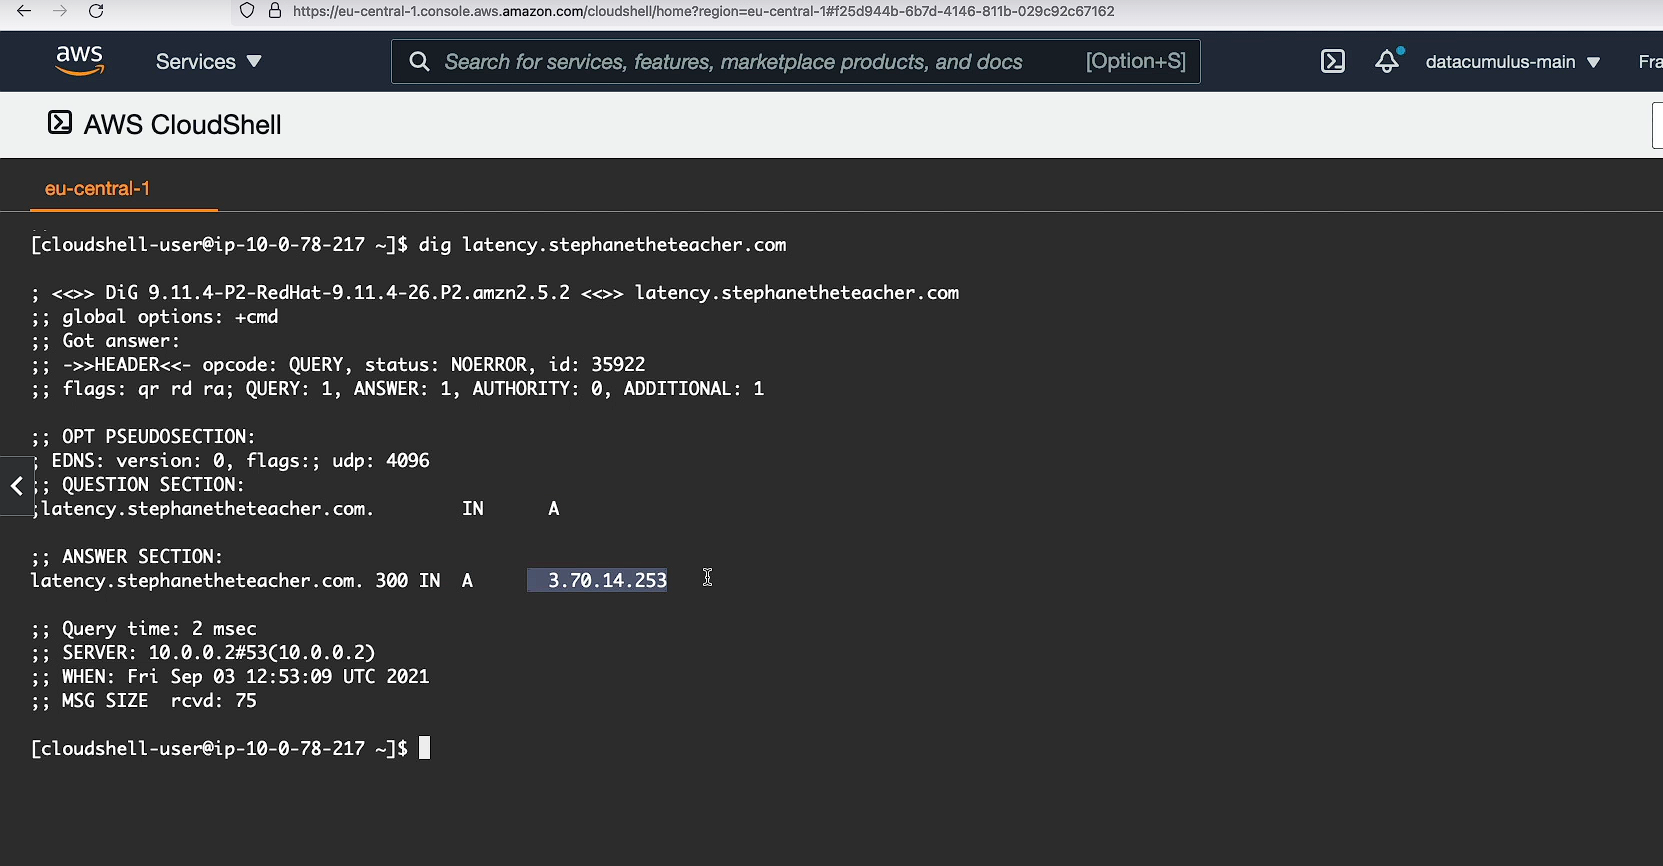 https://eu-central-1.console.aws.amazon.com/cloudshell/home?region=eu-central-1#f25d944b-6b7d-4146-811b-029c92c67162
aws Services Search for services, features, marketplace products, and docs [Option+S] datacumulus-main Fra
AWS CloudShell
eu-central-1
[cloudshell-user@ip-10-0-78-217 ~]$ dig latency.stephanetheteacher.com
; <<>> DiG 9.11.4-P2-RedHat-9.11.4-26.P2.amzn2.5.2 <<>> latency.stephanetheteacher.com
;; global options: +cmd
;; Got answer:
;; ->>HEADER<<- opcode: QUERY, status: NOERROR, id: 35922
;; flags: qr rd ra; QUERY: 1, ANSWER: 1, AUTHORITY: 0, ADDITIONAL: 1
;; OPT PSEUDOSECTION:
; EDNS: version: 0, flags:; udp: 4096
;; QUESTION SECTION:
;latency.stephanetheteacher.com. IN A
;; ANSWER SECTION:
latency.stephanetheteacher.com. 300 IN A 3.70.14.253
;; Query time: 2 msec
;; SERVER: 10.0.0.2#53(10.0.0.2)
;; WHEN: Fri Sep 03 12:53:09 UTC 2021
;; MSG SIZE rcvd: 75
[cloudshell-user@ip-10-0-78-217 ~]$